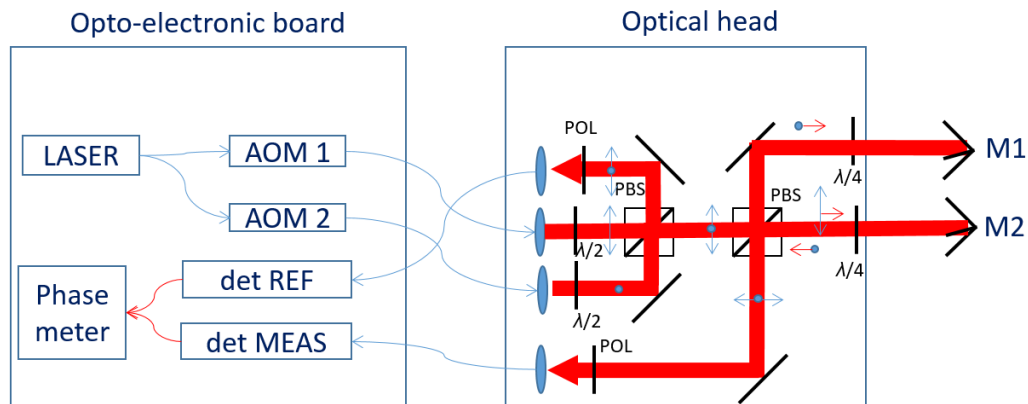 Opto-electronic board
Optical head
LASER
AOM 1
AOM 2
det REF
det MEAS
Phase
meter
POL
PBS
λ/2
λ/2
POL
PBS
λ/4
λ/4
M1
M2